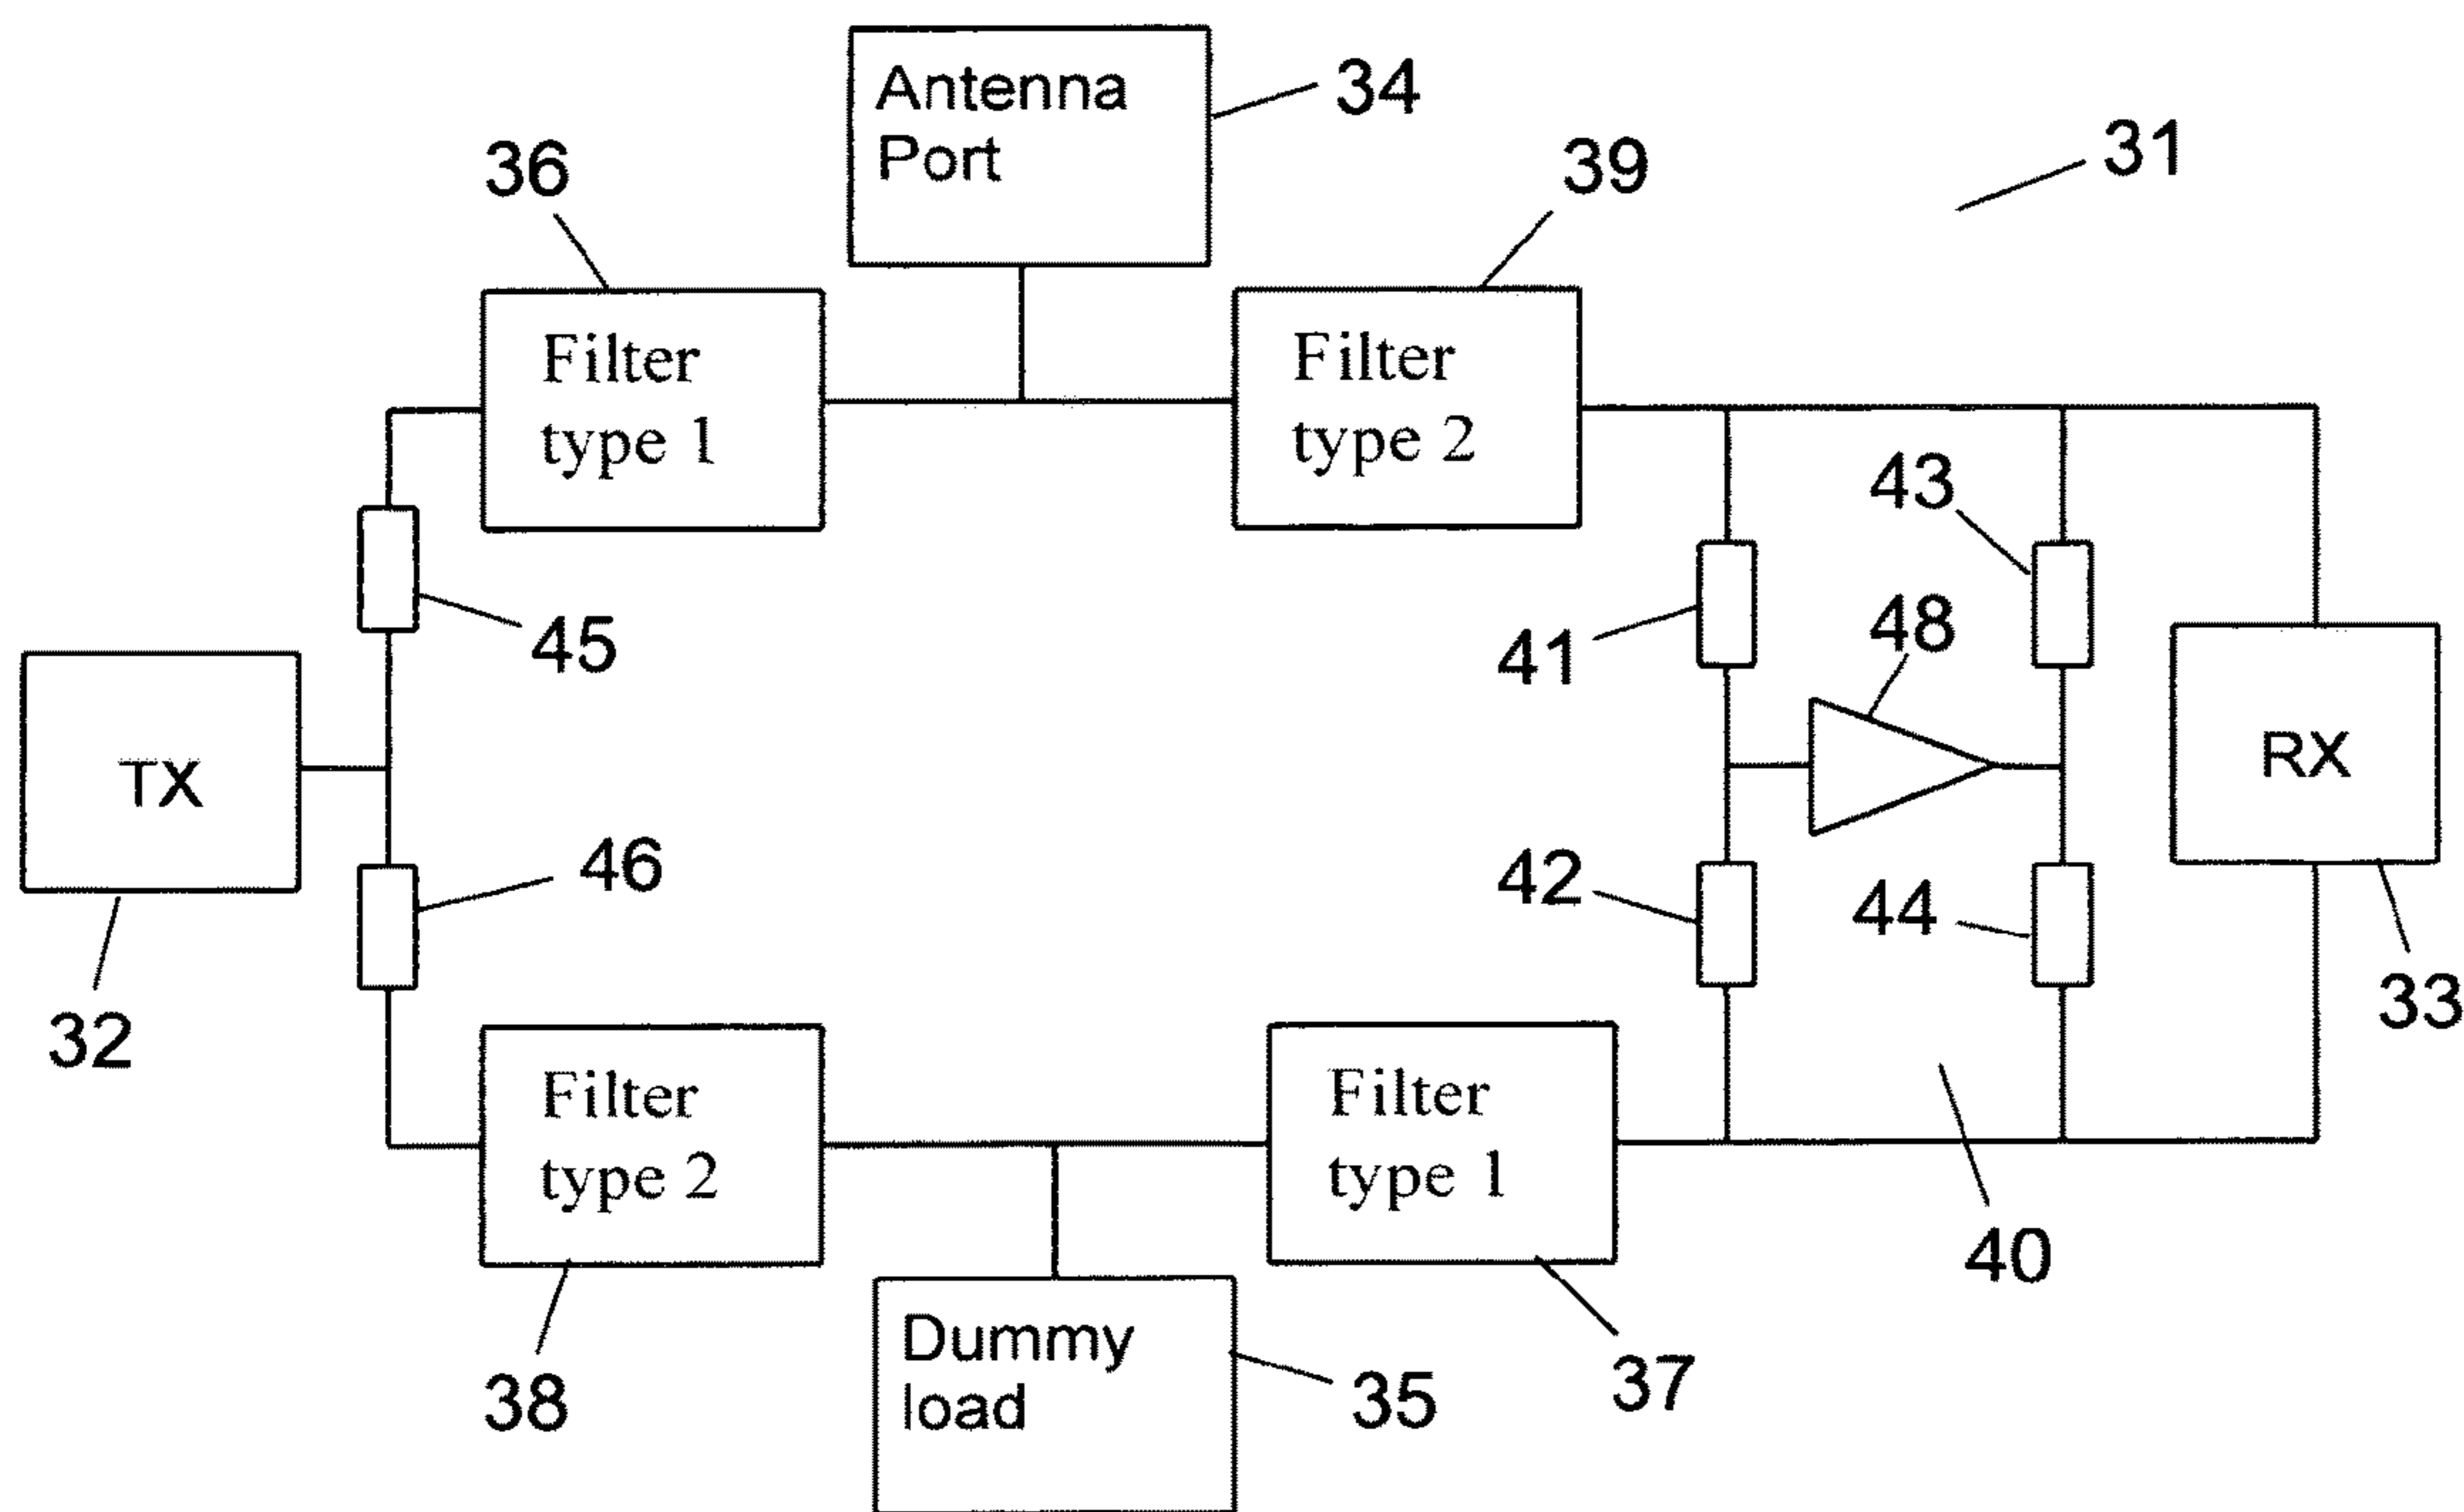 Antenna
Port
34
31
36
39
Filter
type 1
Filter
type 2
43
45
41
48
TX
RX
46
42
44
32
33
Filter
type 2
Filter
type 1
40
Dummy
load
38
35
37